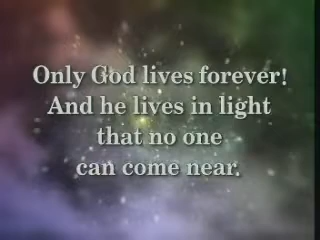 Only God lives forever!
And he lives in light
that no one
can come near.